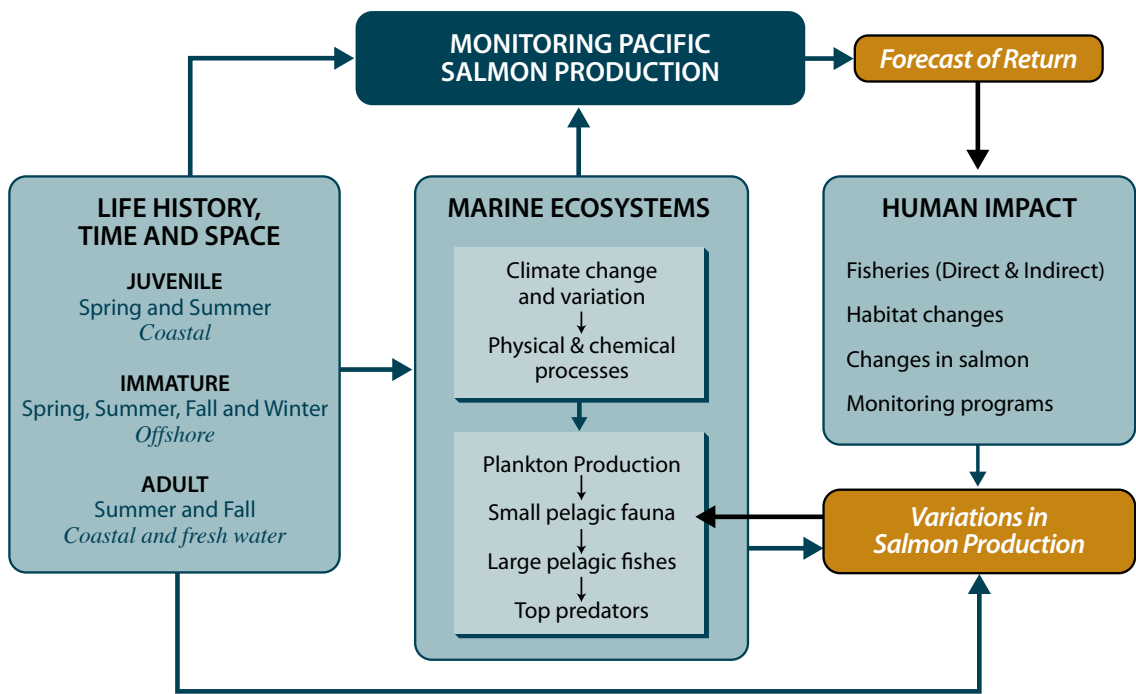 MONITORING PACIFIC
SALMON PRODUCTION
Forecast of Return
LIFE HISTORY,
TIME AND SPACE
JUVENILE
Spring and Summer
Coastal
IMMATURE
Spring, Summer, Fall and Winter
Offshore
ADULT
Summer and Fall
Coastal and fresh water
MARINE ECOSYSTEMS
Climate change
and variation
Physical & chemical
processes
Plankton Production
Small pelagic fauna
Large pelagic fishes
Top predators
HUMAN IMPACT
Fisheries (Direct & Indirect)
Habitat changes
Changes in salmon
Monitoring programs
Variations in
Salmon Production